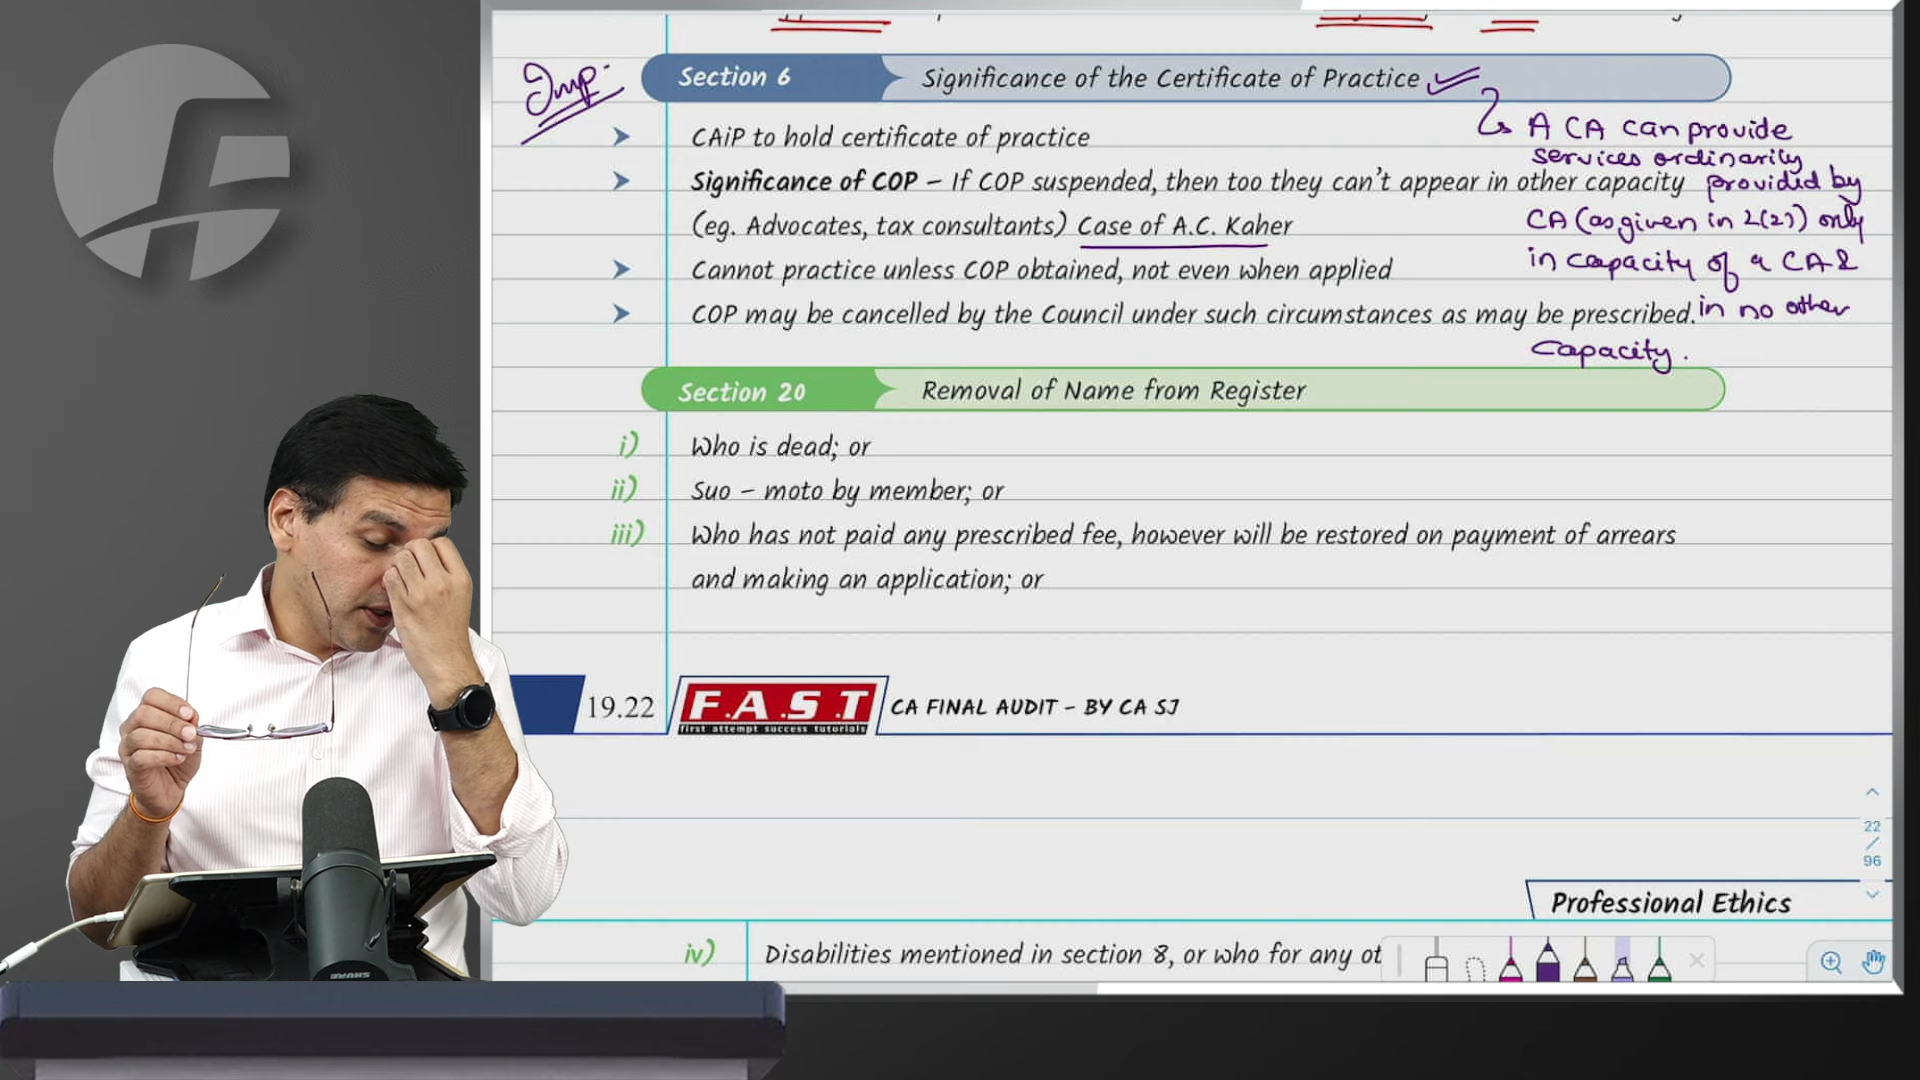 Imp.
Section 6 Significance of the Certificate of Practice
CAiP to hold certificate of practice
Significance of COP – If COP suspended, then too they can't appear in other capacity
(eg. Advocates, tax consultants) Case of A.C. Kaher
Cannot practice unless COP obtained, not even when applied
COP may be cancelled by the Council under such circumstances as may be prescribed.
A CA can provide
services ordinarily
provided by
CA (as given in 2(2)) only
in capacity of a CA &
in no other
capacity.
Section 20 Removal of Name from Register
i) Who is dead; or
ii) Suo – moto by member; or
iii) Who has not paid any prescribed fee, however will be restored on payment of arrears
and making an application; or
19.22 F.A.S.T CA FINAL AUDIT - BY CA SJ
first attempt success tutorials
22
/
96
Professional Ethics
iv) Disabilities mentioned in section 8, or who for any ot
SHURE